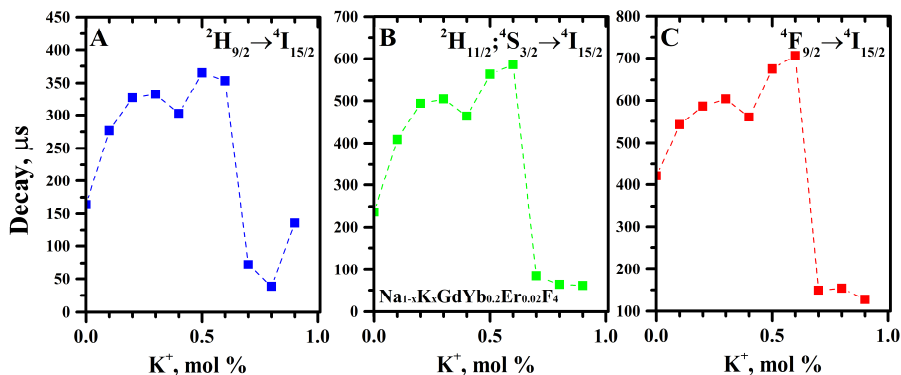 A
²H₉/₂→⁴I₁₅/₂
B
²H₁₁/₂;⁴S₃/₂→⁴I₁₅/₂
C
⁴F₉/₂→⁴I₁₅/₂
Decay, µs
450
400
350
300
250
200
150
100
50
0
700
600
500
400
300
200
100
0
800
700
600
500
400
300
200
100
Na₁₋ₓKₓGdYb₀.₂Er₀.₀₂F₄
0.0 0.5 1.0
0.0 0.5 1.0
0.0 0.5 1.0
K⁺, mol %
K⁺, mol %
K⁺, mol %